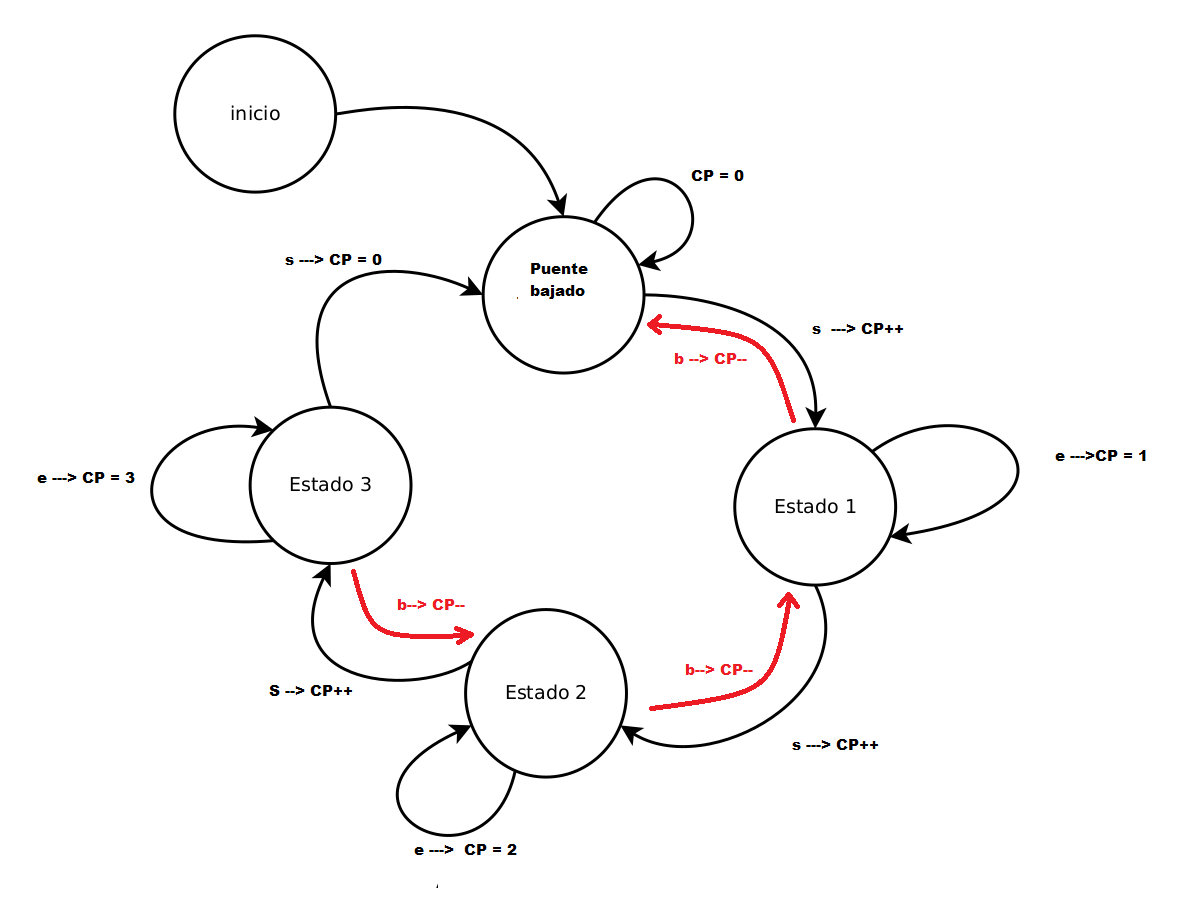 inicio
CP = 0
s ---> CP = 0
Puente
bajado
s  ---> CP++
b --> CP--
e --->CP = 1
Estado 3
e ---> CP = 3
Estado 1
b--> CP--
b--> CP--
S --> CP++
Estado 2
s ---> CP++
e --->  CP = 2